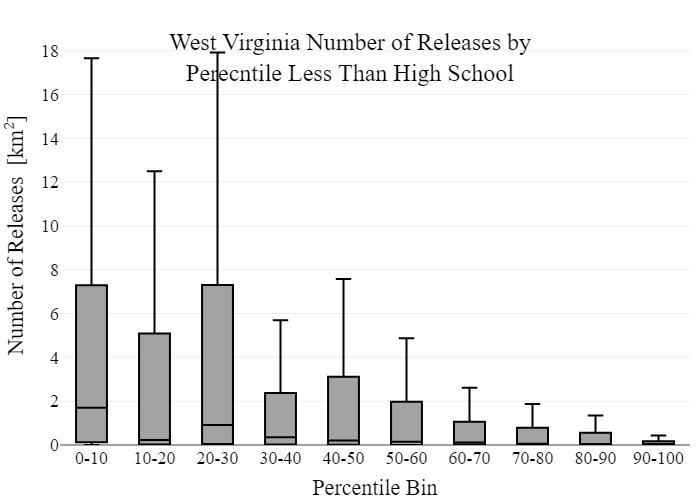 West Virginia Number of Releases by
Perecntile Less Than High School
Number of Releases [km²]
18
16
14
12
10
8
6
4
2
0
0-10 10-20 20-30 30-40 40-50 50-60 60-70 70-80 80-90 90-100
Percentile Bin